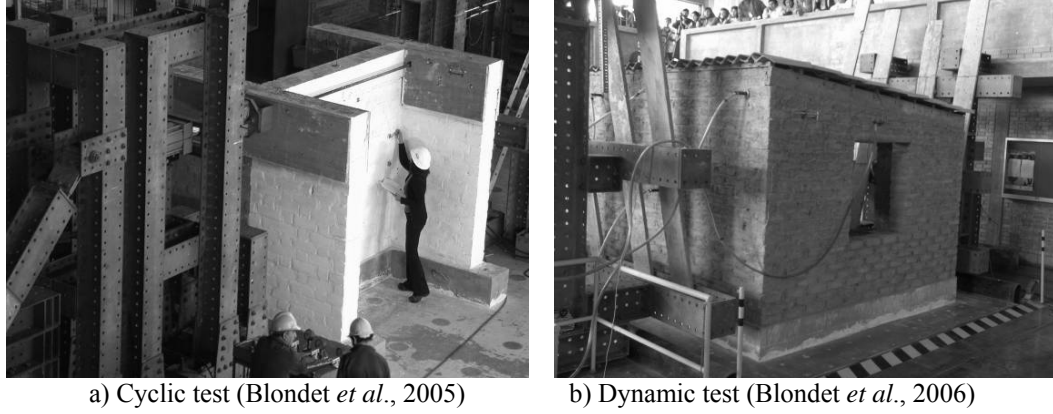 a) Cyclic test (Blondet et al., 2005)
b) Dynamic test (Blondet et al., 2006)